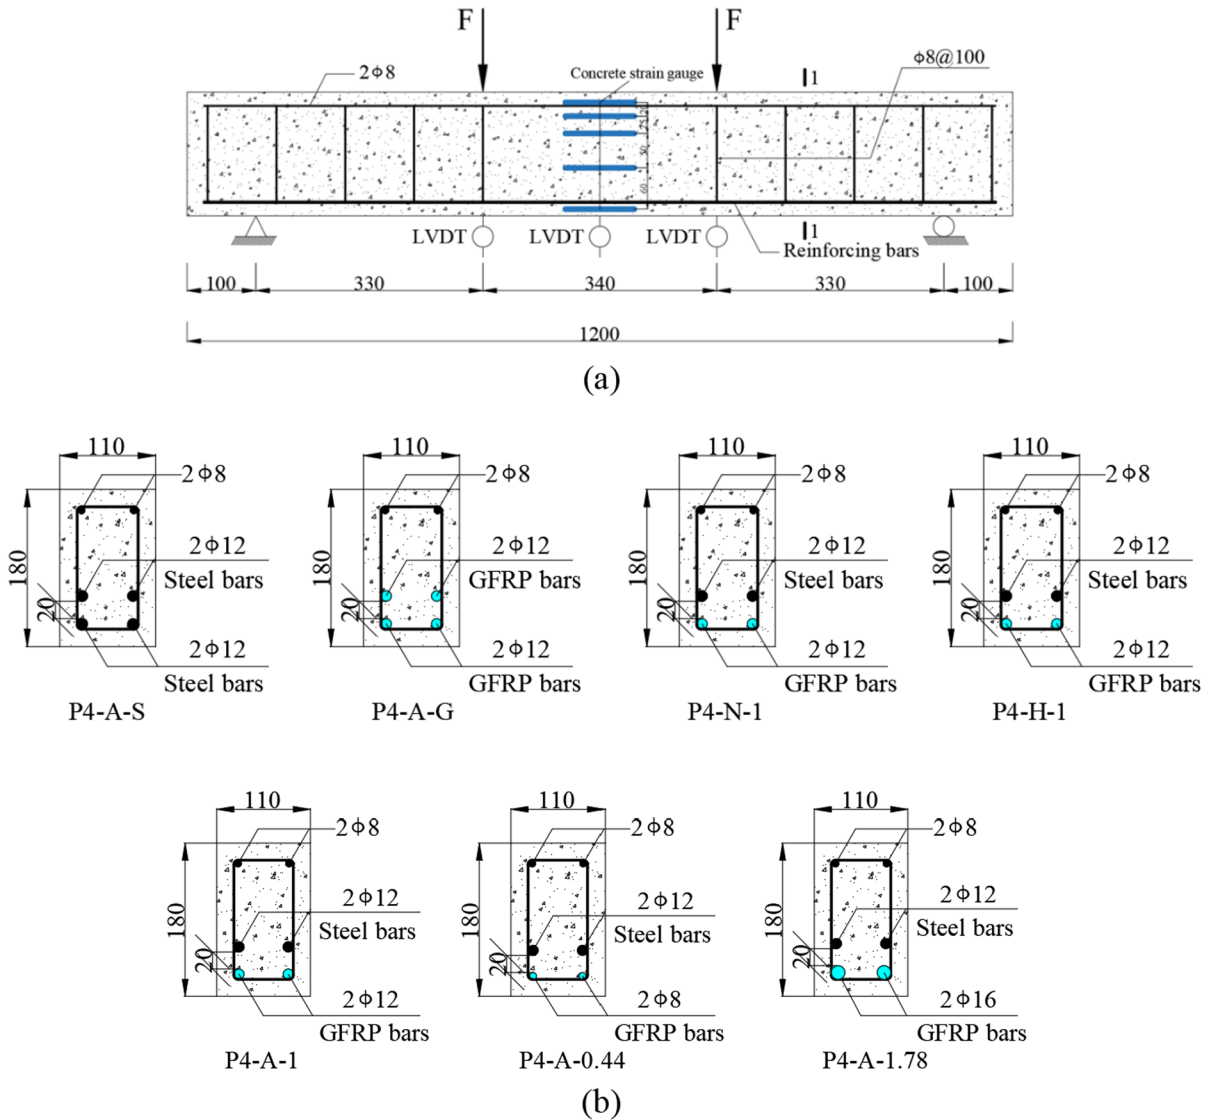 F
F
2Φ8
Concrete strain gauge
1
Φ8@100
25
50
60
LVDT
LVDT
LVDT
1
Reinforcing bars
100
330
340
330
100
1200
(a)
110
110
110
110
2Φ8
2Φ8
2Φ8
2Φ8
180
180
180
180
2Φ12
2Φ12
2Φ12
2Φ12
Steel bars
GFRP bars
Steel bars
Steel bars
20
20
20
20
2Φ12
2Φ12
2Φ12
2Φ12
Steel bars
GFRP bars
GFRP bars
GFRP bars
P4-A-S
P4-A-G
P4-N-1
P4-H-1
110
110
110
2Φ8
2Φ8
2Φ8
180
180
180
2Φ12
2Φ12
2Φ12
Steel bars
Steel bars
Steel bars
20
20
20
2Φ12
2Φ8
2Φ16
GFRP bars
GFRP bars
GFRP bars
P4-A-1
P4-A-0.44
P4-A-1.78
(b)